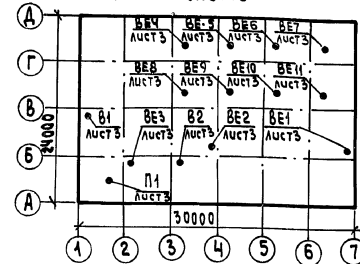 Д
ВЕ4 ВЕ-5 ВЕ6 ВЕ7
лист3 лист3 лист3 лист3
Г
ВЕ8 ВЕ9 ВЕ10 ВЕ11
лист3 лист3 лист3 лист3
В
В1 ВЕ3 В2 ВЕ2 ВЕ1
лист3 лист3 лист3 лист3 лист3
24000
Б
П1
лист3
А
30000
1 2 3 4 5 6 7